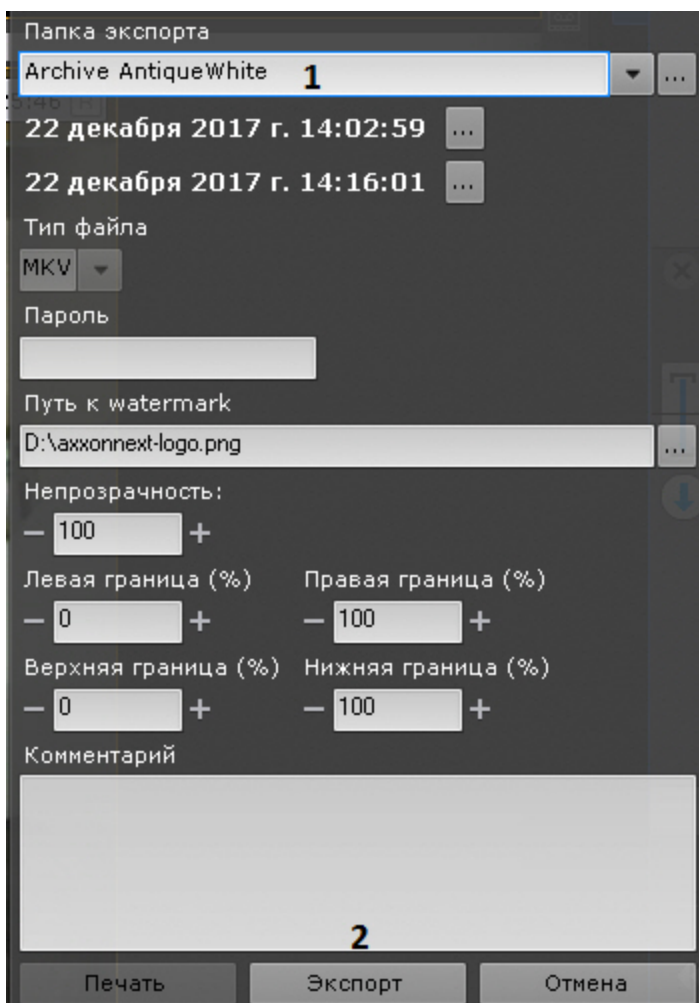 Папка экспорта
Archive AntiqueWhite 1
...
22 декабря 2017 г. 14:02:59 ...
22 декабря 2017 г. 14:16:01 ...
Тип файла
MKV
Пароль
Путь к watermark
D:\axxonnext-logo.png ...
Непрозрачность:
– 100 +
Левая граница (%) Правая граница (%)
– 0 + – 100 +
Верхняя граница (%) Нижняя граница (%)
– 0 + – 100 +
Комментарий
2
Печать Экспорт Отмена